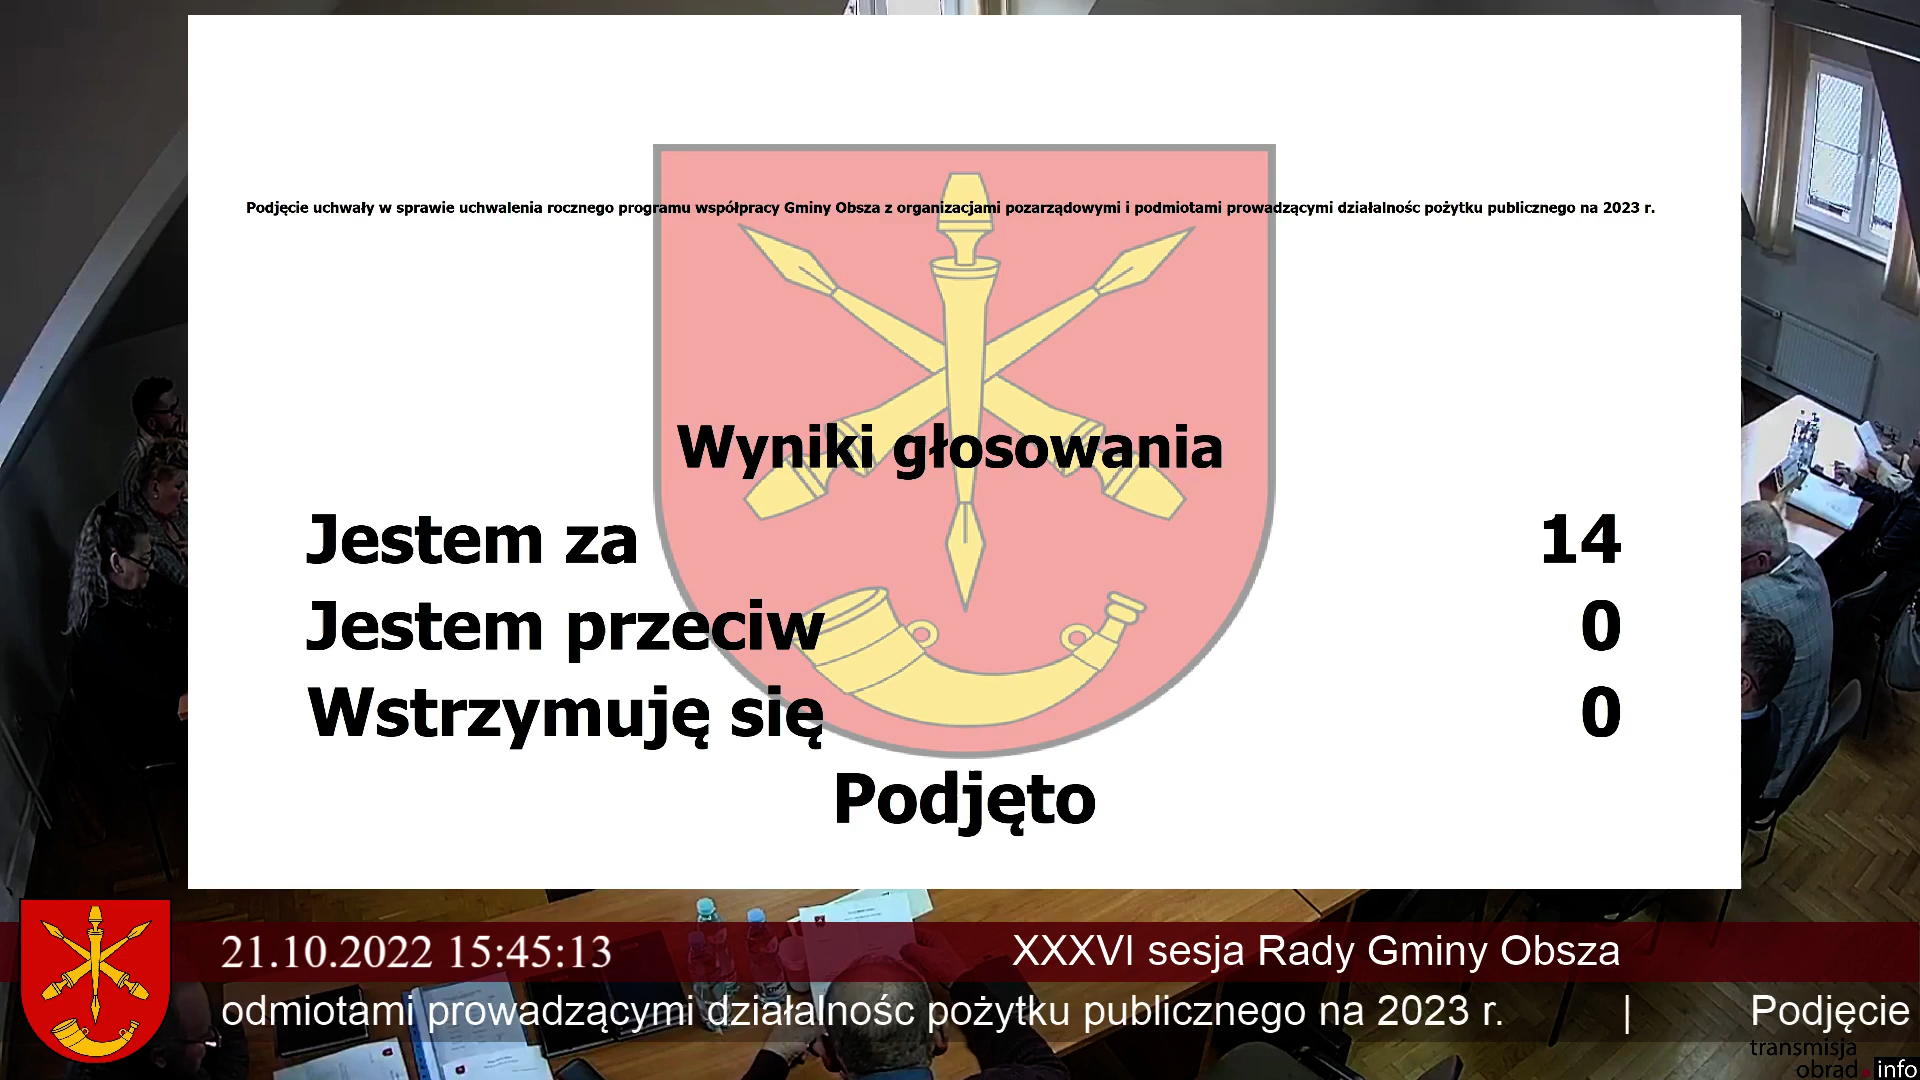 Podjęcie uchwały w sprawie uchwalenia rocznego programu współpracy Gminy Obsza z organizacjami pozarządowymi i podmiotami prowadzącymi działalnośc pożytku publicznego na 2023 r.
Wyniki głosowania
Jestem za 14
Jestem przeciw 0
Wstrzymuję się 0
Podjęto
21.10.2022 15:45:13 XXXVI sesja Rady Gminy Obsza
odmiotami prowadzącymi działalnośc pożytku publicznego na 2023 r. | Podjęcie
transmisja
obrad.info